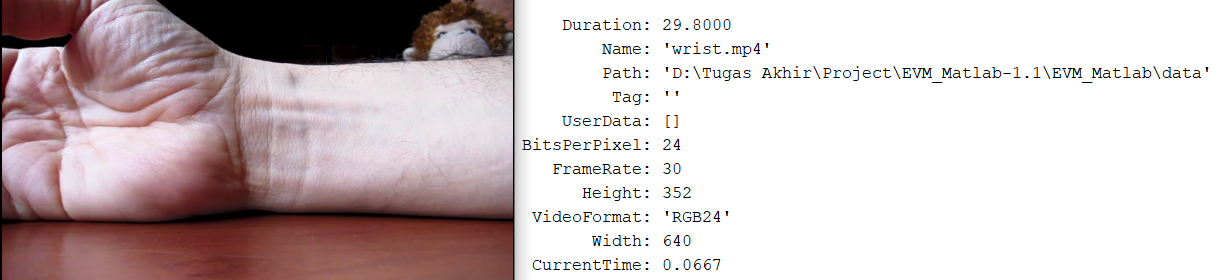 Duration: 29.8000
Name: 'wrist.mp4'
Path: 'D:\Tugas Akhir\Project\EVM_Matlab-1.1\EVM_Matlab\data'
Tag: ''
UserData: []
BitsPerPixel: 24
FrameRate: 30
Height: 352
VideoFormat: 'RGB24'
Width: 640
CurrentTime: 0.0667